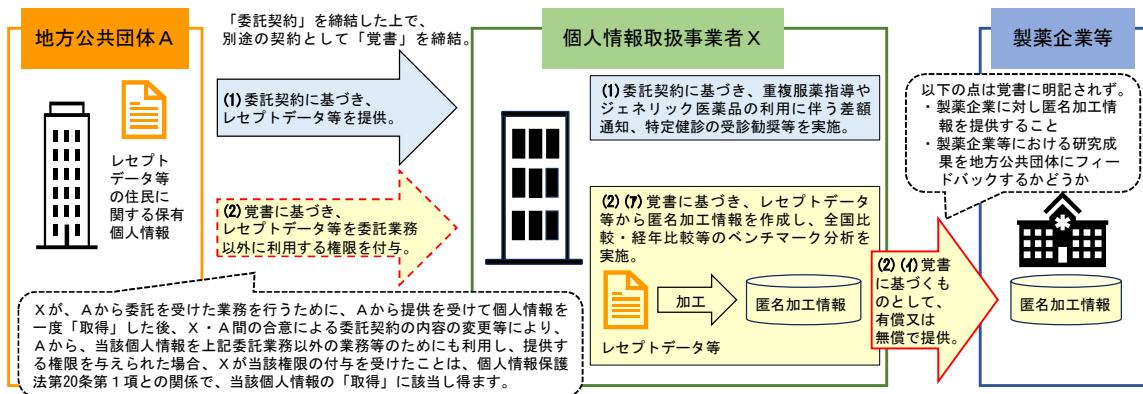 地方公共団体A
レセプト
データ等
の住民に
関する保有
個人情報
「委託契約」を締結した上で、
別途の契約として「覚書」を締結。
(1) 委託契約に基づき、
レセプトデータ等を提供。
(2) 覚書に基づき、
レセプトデータ等を委託業務
以外に利用する権限を付与。
個人情報取扱事業者X
(1) 委託契約に基づき、重複服薬指導や
ジェネリック医薬品の利用に伴う差額
通知、特定健診の受診勧奨等を実施。
(2) (ｱ) 覚書に基づき、レセプトデータ
等から匿名加工情報を作成し、全国比
較・経年比較等のベンチマーク分析を
実施。
加工
匿名加工情報
レセプトデータ等
(2) (ｲ) 覚書
に基づくも
のとして、
有償又は
無償で提供。
製薬企業等
以下の点は覚書に明記されず。
・製薬企業に対し匿名加工情
報を提供すること
・製薬企業等における研究成
果を地方公共団体にフィー
ドバックするかどうか
匿名加工情報
Xが、Aから委託を受けた業務を行うために、Aから提供を受けて個人情報を
一度「取得」した後、X・A間の合意による委託契約の内容の変更等により、
Aから、当該個人情報を上記委託業務以外の業務等のためにも利用し、提供す
る権限を与えられた場合、Xが当該権限の付与を受けたことは、個人情報保護
法第20条第１項との関係で、当該個人情報の「取得」に該当し得ます。